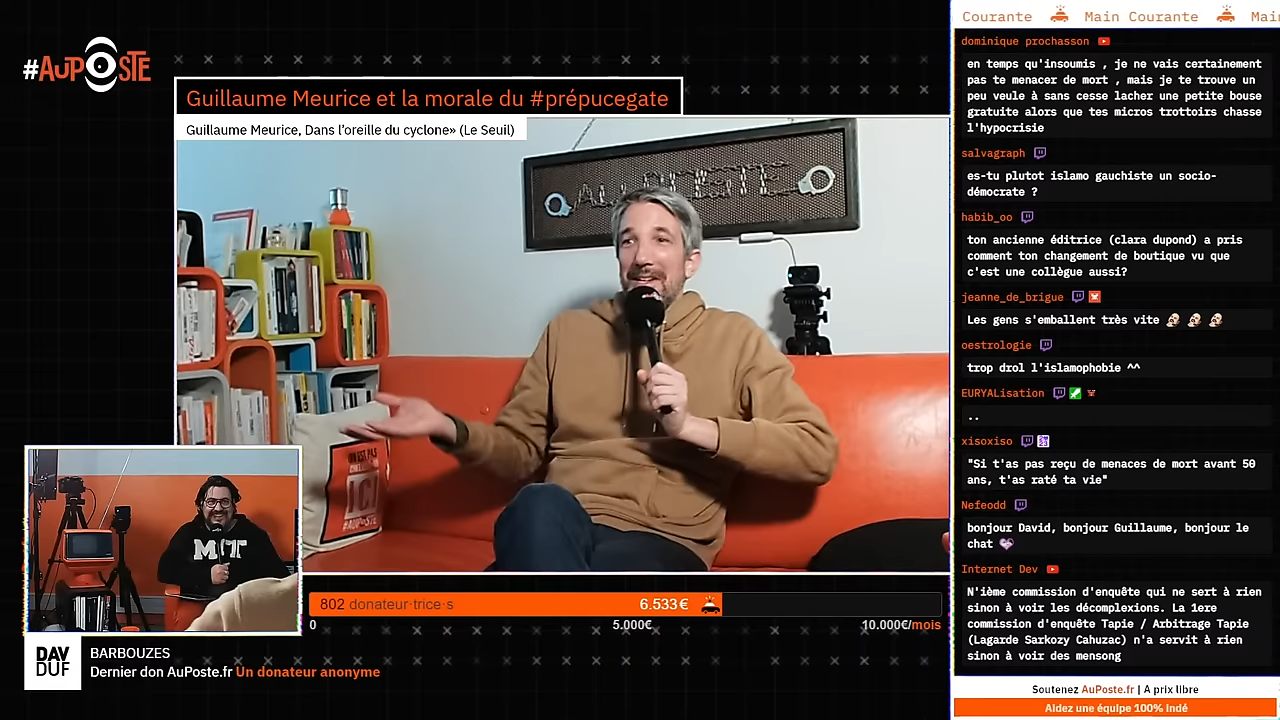 #AuPOSTE
Guillaume Meurice et la morale du #prépucegate
Guillaume Meurice, Dans l'oreille du cyclone» (Le Seuil)
ALLO POSTE
ICI
#AUPOSTE
MIT
802 donateur·trice·s
6.533€
0
5.000€
10.000€/mois
DAV
DUF
BARBOUZES
Dernier don AuPoste.fr Un donateur anonyme
Courante Main Courante Mai
dominique prochasson
en temps qu'insoumis , je ne vais certainement
pas te menacer de mort , mais je te trouve un
peu veule à sans cesse lacher une petite bouse
gratuite alors que tes micros trottoirs chasse
l'hypocrisie
salvagraph
es-tu plutot islamo gauchiste un socio-
démocrate ?
habib_oo
ton ancienne éditrice (clara dupond) a pris
comment ton changement de boutique vu que
c'est une collègue aussi?
jeanne_de_brigue
Les gens s'emballent très vite
oestrologie
trop drol l'islamophobie ^^
EURYALisation
..
xisoxiso
"Si t'as pas reçu de menaces de mort avant 50
ans, t'as raté ta vie"
Nefeodd
bonjour David, bonjour Guillaume, bonjour le
chat
Internet Dev
N'ième commission d'enquête qui ne sert à rien
sinon à voir les décomplexions. La 1ere
commission d'enquête Tapie / Arbitrage Tapie
(Lagarde Sarkozy Cahuzac) n'a servit à rien
sinon à voir des mensong
Soutenez AuPoste.fr | A prix libre
Aidez une équipe 100% indé